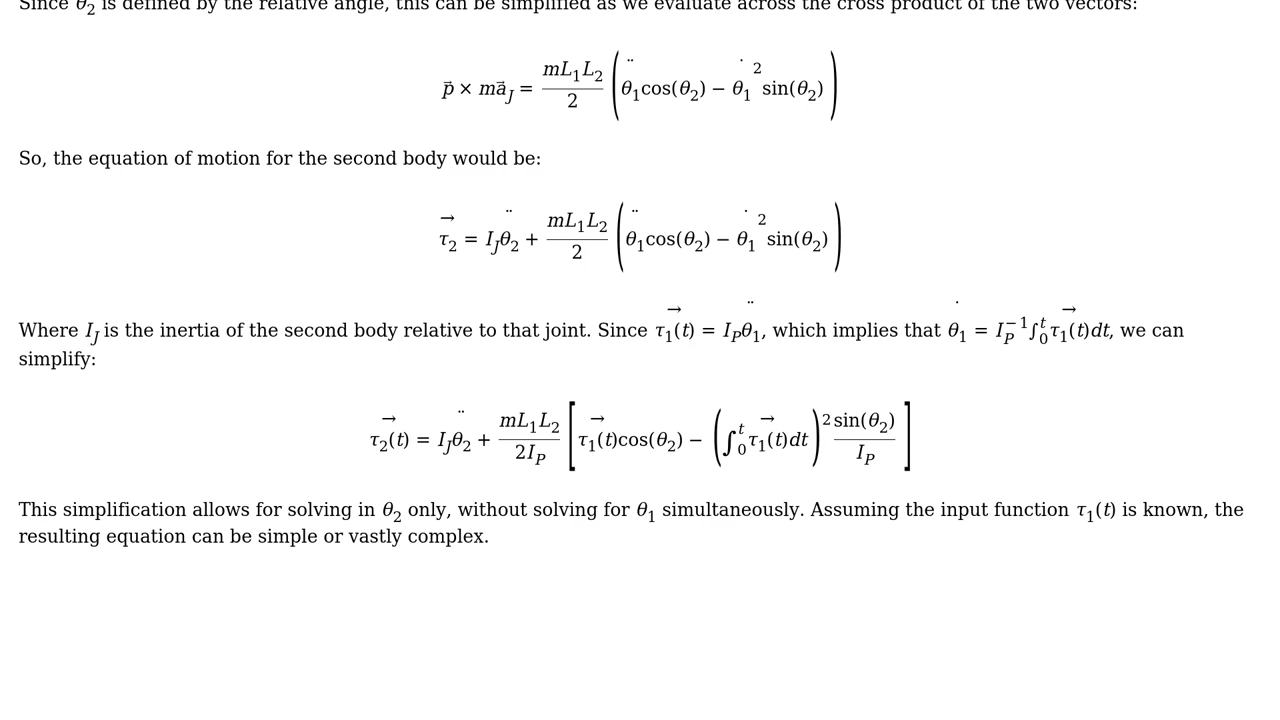 Since θ₂ is defined by the relative angle, this can be simplified as we evaluate across the cross product of the two vectors:
p⃗ × ma⃗_J = mL₁L₂/2 (θ̈₁cos(θ₂) − θ̇₁² sin(θ₂))
So, the equation of motion for the second body would be:
τ⃗₂ = I_Jθ̈₂ + mL₁L₂/2 (θ̈₁cos(θ₂) − θ̇₁² sin(θ₂))
Where I_J is the inertia of the second body relative to that joint. Since τ⃗₁(t) = I_Pθ̈₁, which implies that θ̇₁ = I_P⁻¹∫₀ᵗτ⃗₁(t)dt, we can
simplify:
τ⃗₂(t) = I_Jθ̈₂ + mL₁L₂/2I_P [τ⃗₁(t)cos(θ₂) − (∫₀ᵗτ⃗₁(t)dt)² sin(θ₂)/I_P]
This simplification allows for solving in θ₂ only, without solving for θ₁ simultaneously. Assuming the input function τ₁(t) is known, the
resulting equation can be simple or vastly complex.